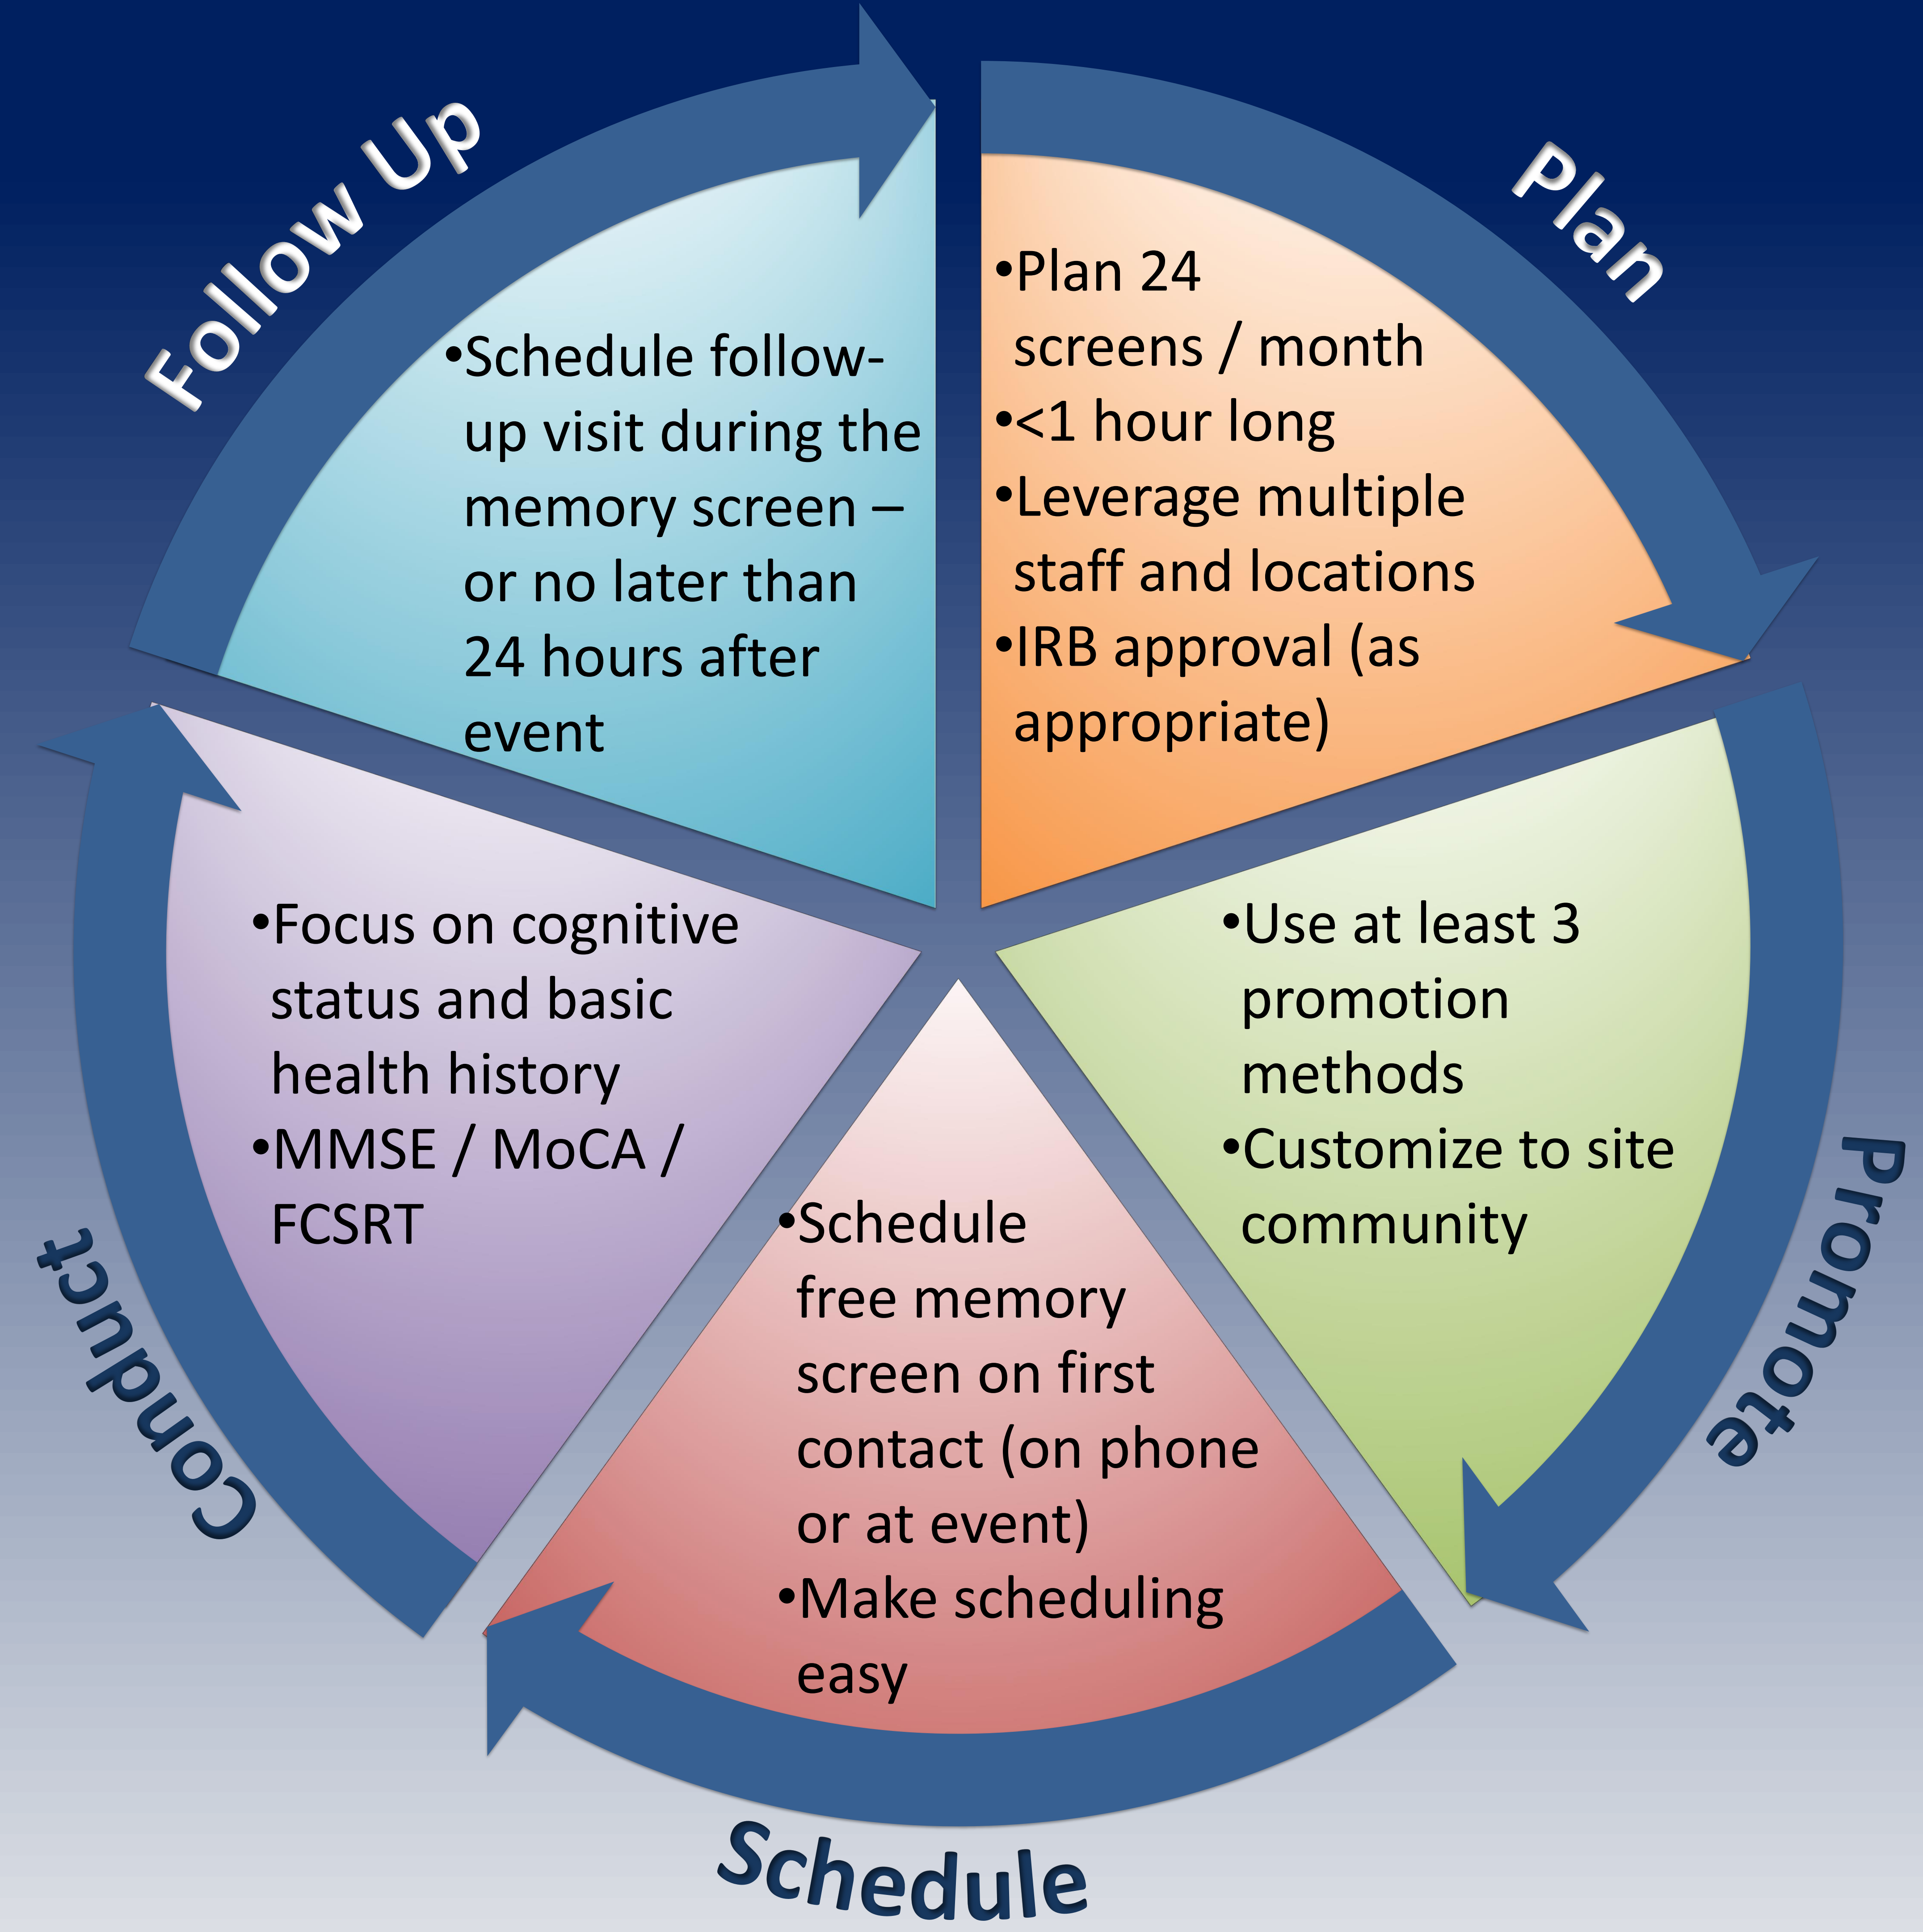 Plan
•Plan 24
screens / month
•<1 hour long
•Leverage multiple
staff and locations
•IRB approval (as
appropriate)
Promote
•Use at least 3
promotion
methods
•Customize to site
community
Schedule
•Schedule
free memory
screen on first
contact (on phone
or at event)
•Make scheduling
easy
Conduct
•Focus on cognitive
status and basic
health history
•MMSE / MoCA /
FCSRT
Follow Up
•Schedule follow-
up visit during the
memory screen –
or no later than
24 hours after
event